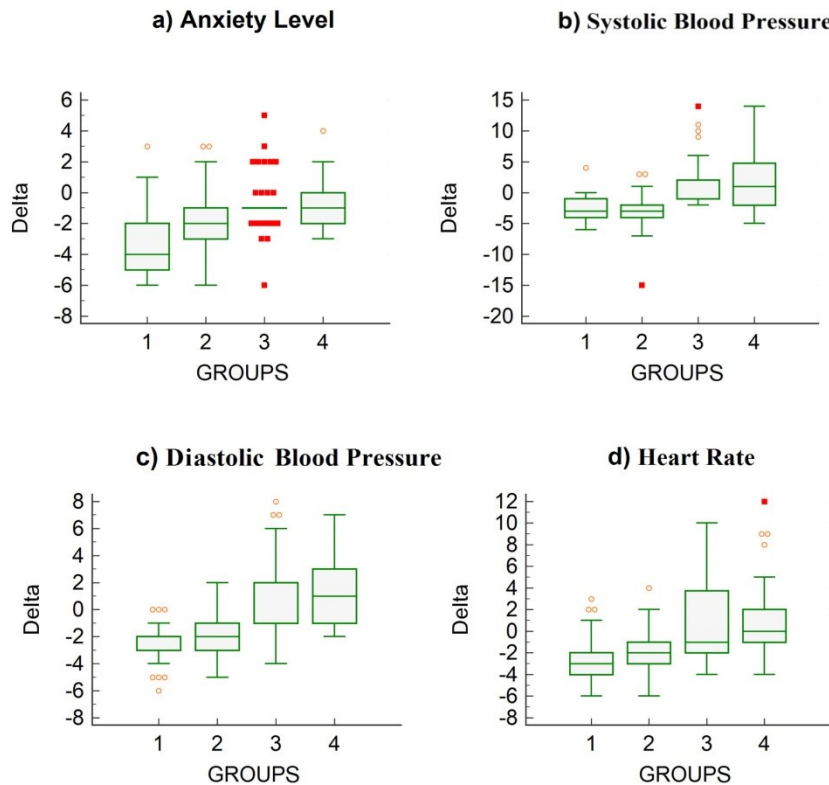 a) Anxiety Level
6
4
2
0
-2
-4
-6
-8
Delta
1 2 3 4
GROUPS
b) Systolic Blood Pressure
15
10
5
0
-5
-10
-15
-20
Delta
1 2 3 4
GROUPS
c) Diastolic Blood Pressure
8
6
4
2
0
-2
-4
-6
-8
Delta
1 2 3 4
GROUPS
d) Heart Rate
12
10
8
6
4
2
0
-2
-4
-6
-8
Delta
1 2 3 4
GROUPS